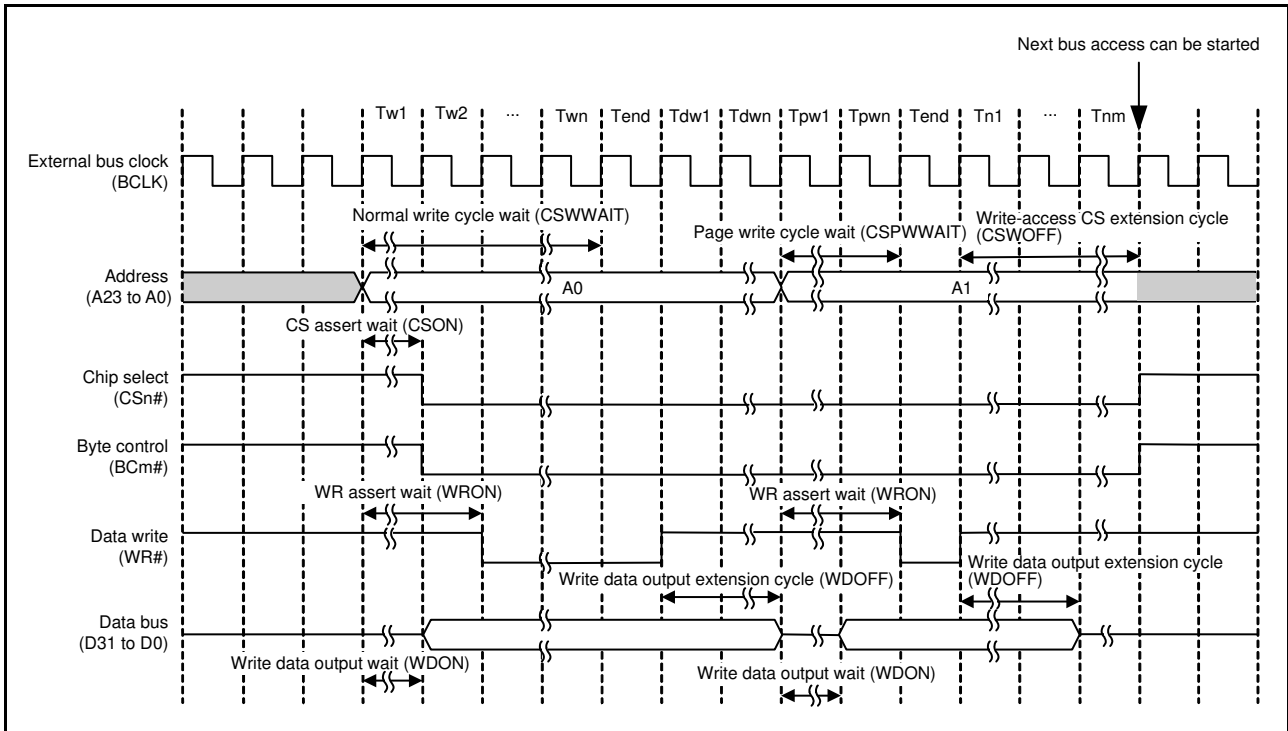 Next bus access can be started
Tw1 Tw2 ... Twn Tend Tdw1 Tdwn Tpw1 Tpwn Tend Tn1 ... Tnm
External bus clock
(BCLK)
Normal write cycle wait (CSWWAIT)
Page write cycle wait (CSPWWAIT)
Write-access CS extension cycle
(CSWOFF)
Address
(A23 to A0)
A0
A1
CS assert wait (CSON)
Chip select
(CSn#)
Byte control
(BCm#)
WR assert wait (WRON)
WR assert wait (WRON)
Data write
(WR#)
Write data output extension cycle (WDOFF)
Write data output extension cycle
(WDOFF)
Data bus
(D31 to D0)
Write data output wait (WDON)
Write data output wait (WDON)